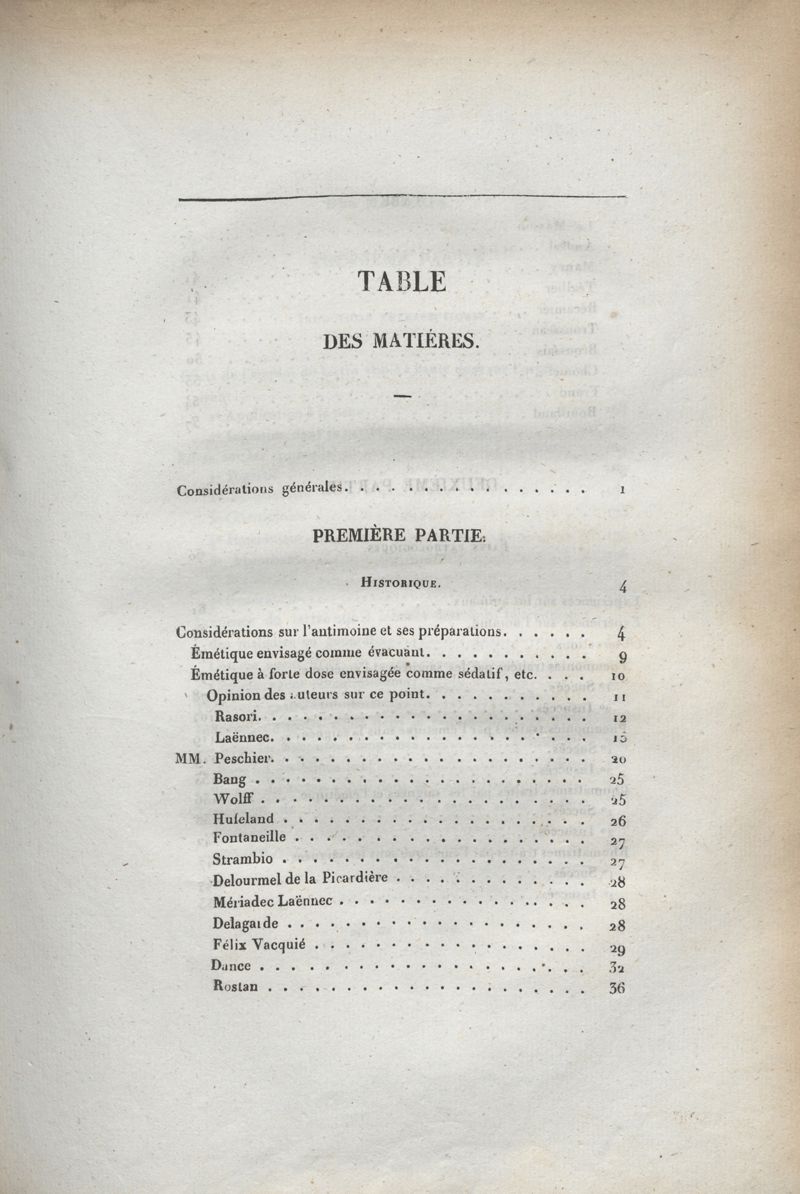 TABLE
DES MATIÈRES.
Considérations générales. . . . . . . . . . . . . . . . 1
PREMIÈRE PARTIE.
HISTORIQUE. 4
Considérations sur l'antimoine et ses préparations. . . . . . 4
Émétique envisagé comme évacuant. . . . . . . . . . . 9
Émétique à forte dose envisagée comme sédatif, etc. . . . 10
Opinion des auteurs sur ce point. . . . . . . . . . . 11
Rasori. . . . . . . . . . . . . . . . . . . . . . 12
Laënnec. . . . . . . . . . . . . . . . . . . . .
MM. Peschier. . . . . . . . . . . . . . . . . . . . . 20
Bang . . . . . . . . . . . . . . . . . . . . . . 25
Wolff . . . . . . . . . . . . . . . . . . . . . . 25
Hufeland . . . . . . . . . . . . . . . . . . . . 26
Fontaneille . . . . . . . . . . . . . . . . . . . 27
Strambio . . . . . . . . . . . . . . . . . . . . 27
Delourmel de la Picardière . . . . . . . . . . . . . 28
Mériadec Laënnec . . . . . . . . . . . . . . . . 28
Delagarde . . . . . . . . . . . . . . . . . . . . 28
Félix Vacquié . . . . . . . . . . . . . . . . . . 29
Dance . . . . . . . . . . . . . . . . . . . . . . 32
Rostan . . . . . . . . . . . . . . . . . . . . . 36